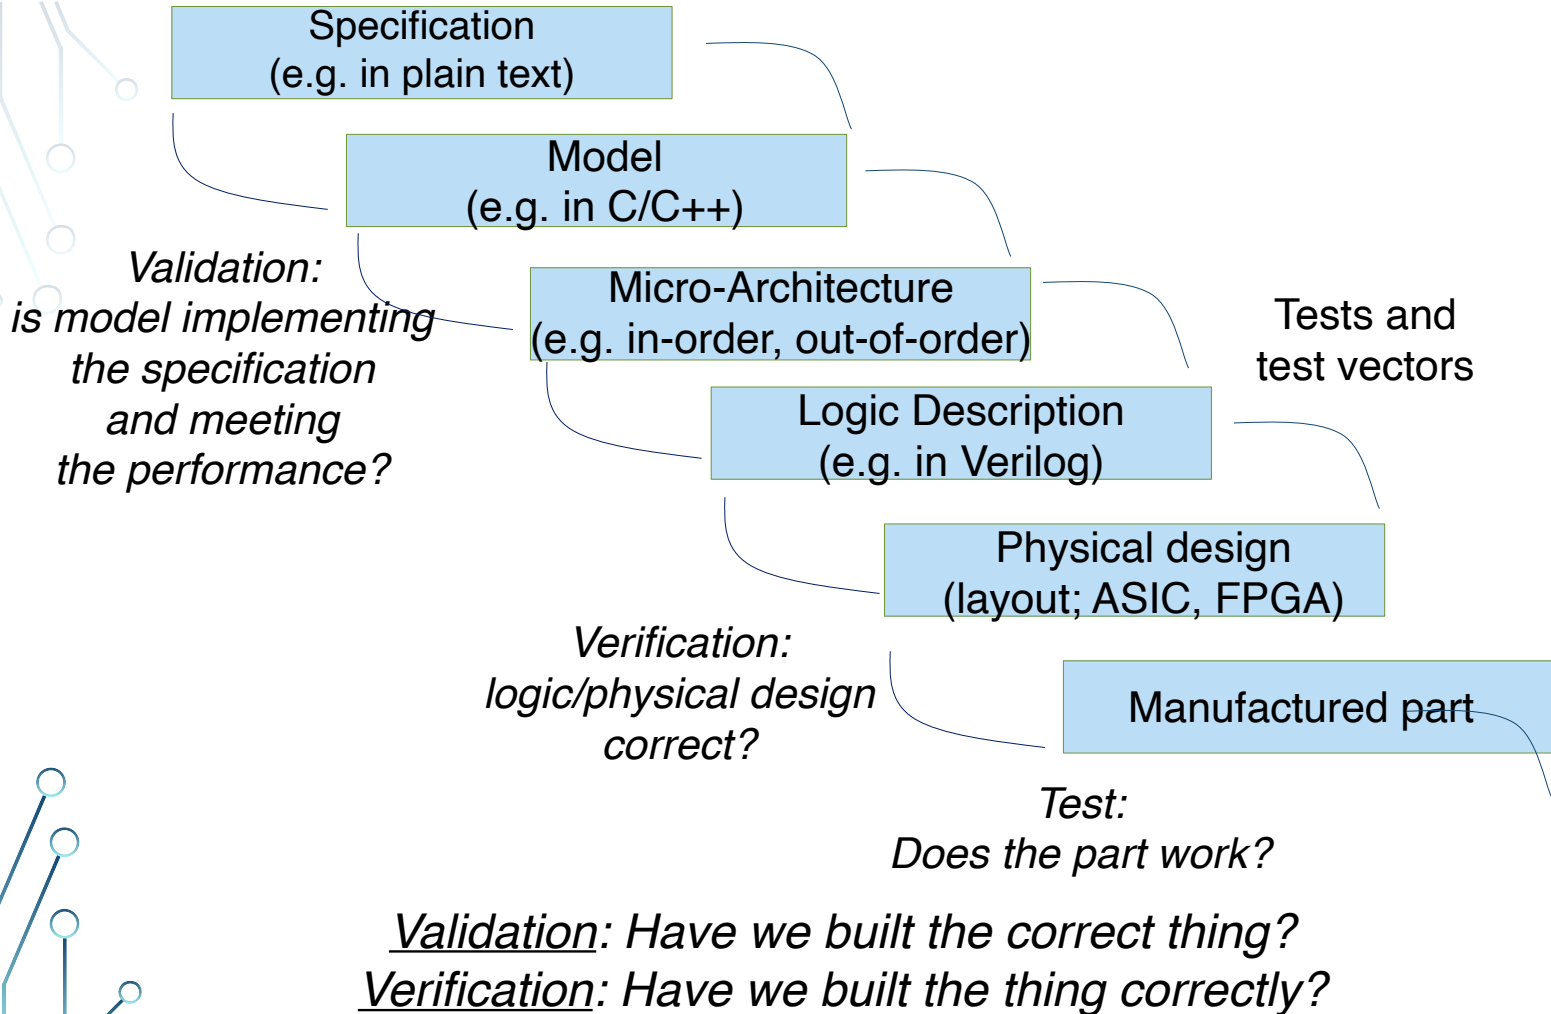 Specification
(e.g. in plain text)
Model
(e.g. in C/C++)
Validation:
is model implementing
the specification
and meeting
the performance?
Micro-Architecture
(e.g. in-order, out-of-order)
Tests and
test vectors
Logic Description
(e.g. in Verilog)
Physical design
(layout; ASIC, FPGA)
Verification:
logic/physical design
correct?
Manufactured part
Test:
Does the part work?
Validation: Have we built the correct thing?
Verification: Have we built the thing correctly?